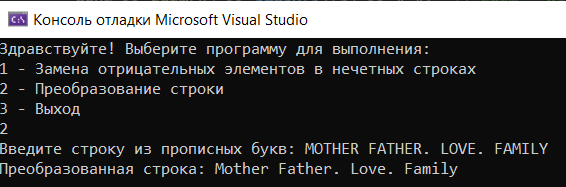 Консоль отладки Microsoft Visual Studio
Здравствуйте! Выберите программу для выполнения:
1 - Замена отрицательных элементов в нечетных строках
2 - Преобразование строки
3 - Выход
2
Введите строку из прописных букв: MOTHER FATHER. LOVE. FAMILY
Преобразованная строка: Mother Father. Love. Family